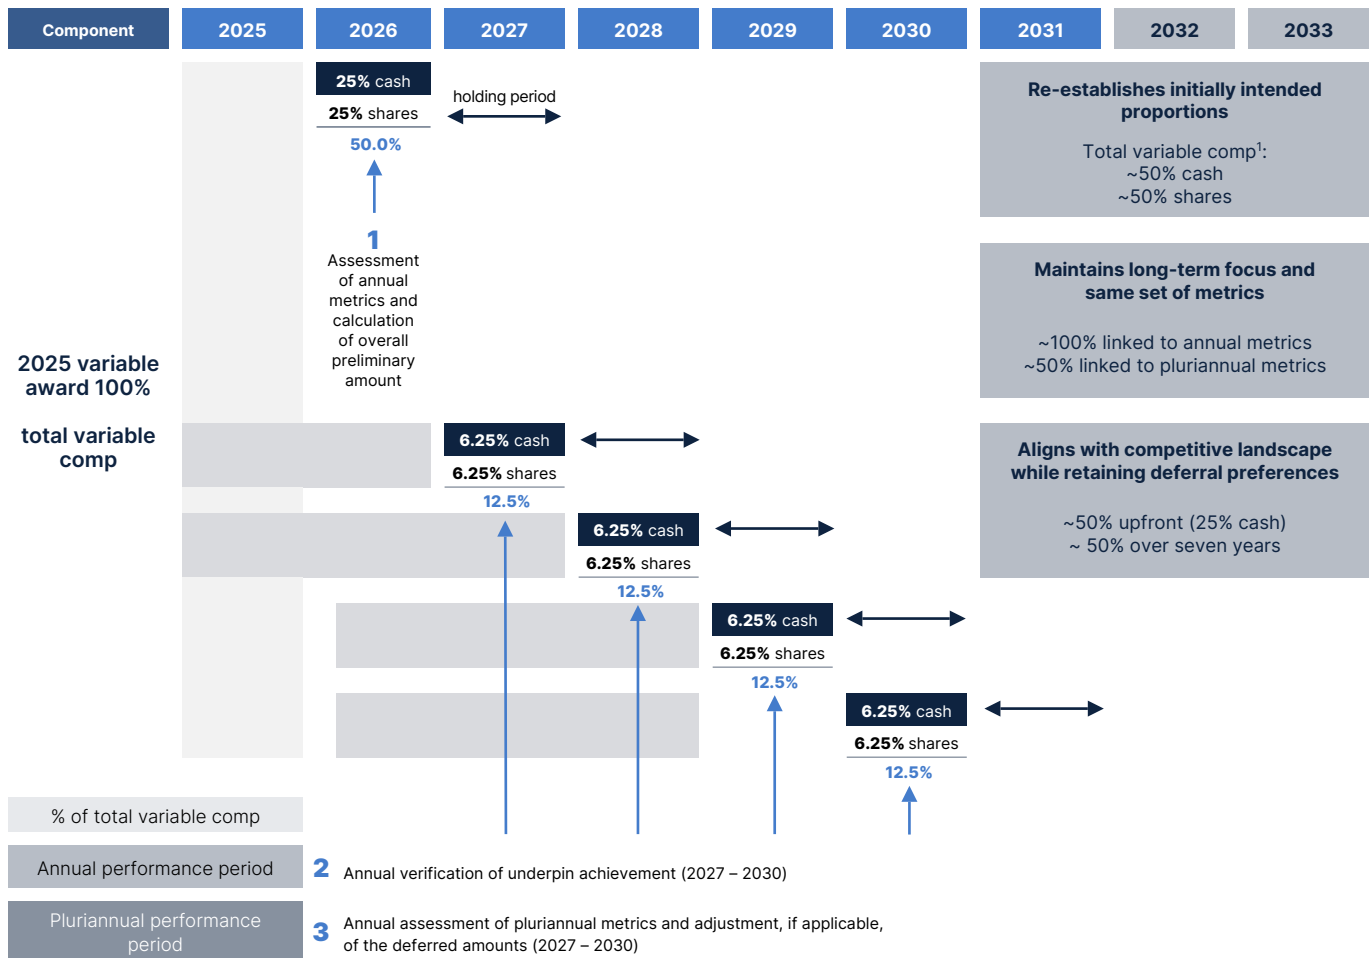 Component
2025
2026
2027
2028
2029
2030
2031
2032
2033
25% cash
25% shares
50.0%
holding period
1
Assessment
of annual
metrics and
calculation
of overall
preliminary
amount
2025 variable
award 100%
total variable
comp
6.25% cash
6.25% shares
12.5%
6.25% cash
6.25% shares
12.5%
6.25% cash
6.25% shares
12.5%
6.25% cash
6.25% shares
12.5%
Re-establishes initially intended
proportions
Total variable comp1:
~50% cash
~50% shares
Maintains long-term focus and
same set of metrics
~100% linked to annual metrics
~50% linked to pluriannual metrics
Aligns with competitive landscape
while retaining deferral preferences
~50% upfront (25% cash)
~ 50% over seven years
% of total variable comp
Annual performance period
2 Annual verification of underpin achievement (2027 – 2030)
Pluriannual performance
period
3 Annual assessment of pluriannual metrics and adjustment, if applicable,
of the deferred amounts (2027 – 2030)